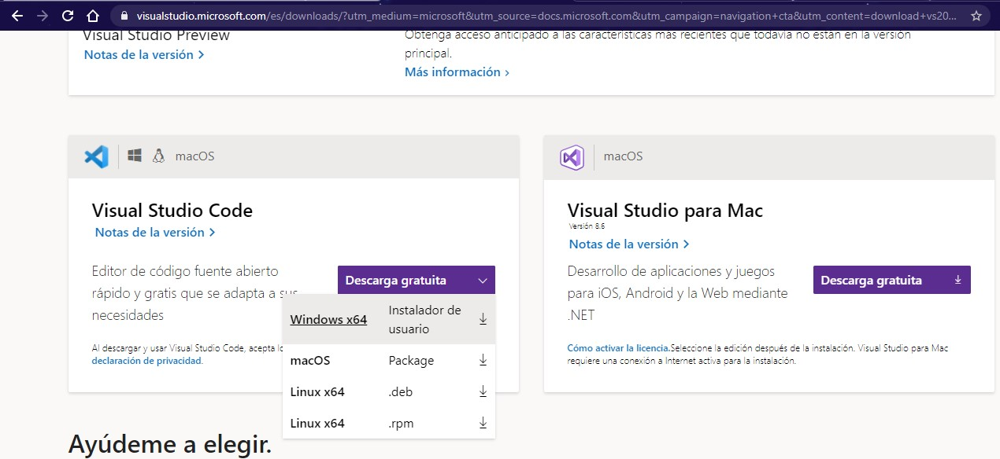 visualstudio.microsoft.com/es/downloads/?utm_medium=microsoft&utm_source=docs.microsoft.com&utm_campaign=navigation+cta&utm_content=download+vs20...
Visual Studio Preview
Notas de la versión
Obtenga acceso anticipado a las características más recientes que todavía no están en la versión
principal.
Más información
macOS
Visual Studio Code
Notas de la versión
Editor de código fuente abierto
rápido y gratis que se adapta a sus
necesidades
Al descargar y usar Visual Studio Code, acepta
declaración de privacidad.
Descarga gratuita
Windows x64 Instalador de
usuario
macOS Package
Linux x64 .deb
Linux x64 .rpm
macOS
Visual Studio para Mac
Versión 8.6
Notas de la versión
Desarrollo de aplicaciones y juegos
para iOS, Android y la Web mediante
.NET
Descarga gratuita
Cómo activar la licencia.Seleccione la edición después de la instalación. Visual Studio para Mac
requiere una conexión a Internet activa para la instalación.
Ayúdeme a elegir.